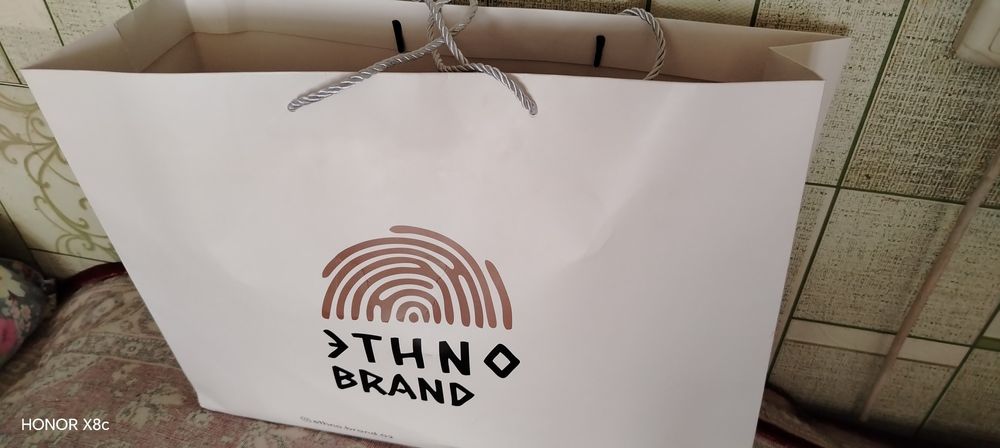 ETHNO
BRAND
HONOR X8c